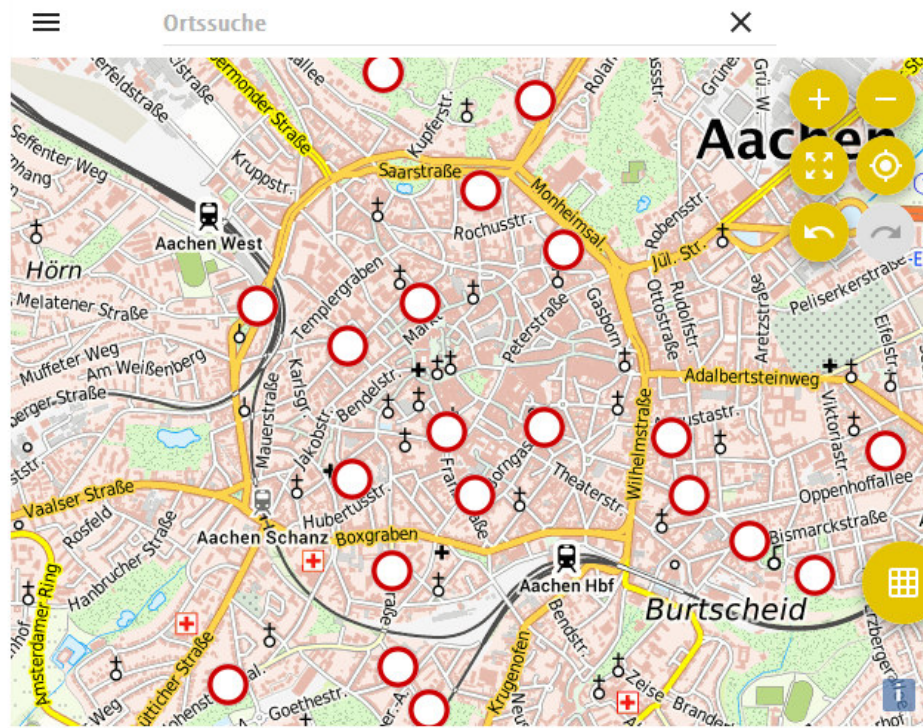 Ortssuche
Kupferstr.
Saarstraße
Aachen
Seffenter Weg
Kruppstr.
Monheimsal.
Robensstr.
Rochusstr.
Aachen West
Jül. Str.
Hörn
Templergraben
Peterstraße
Gasborn
Ottostraße
Rudolfstr.
Aretzstraße
Peliserkerstraße
Melatener Straße
Markt
Eifelstr.
Muffeter Weg
Am Weißenberg
Karlsgr.
Bendelstr.
Adalbertsteinweg
Mauerstraße
Jakobstr.
Wilhelmstraße
Viktoriastr.
Theaterstr.
Oppenhoffallee
Vaalser Straße
Rosfeld
Hubertusstr.
Bismarckstraße
Aachen Schanz
Boxgraben
Aachen Hbf
Hanbrucher Straße
Burtscheid
Amsterdamer Ring
Bendstr.
Krugenofen
Goethestr.
i